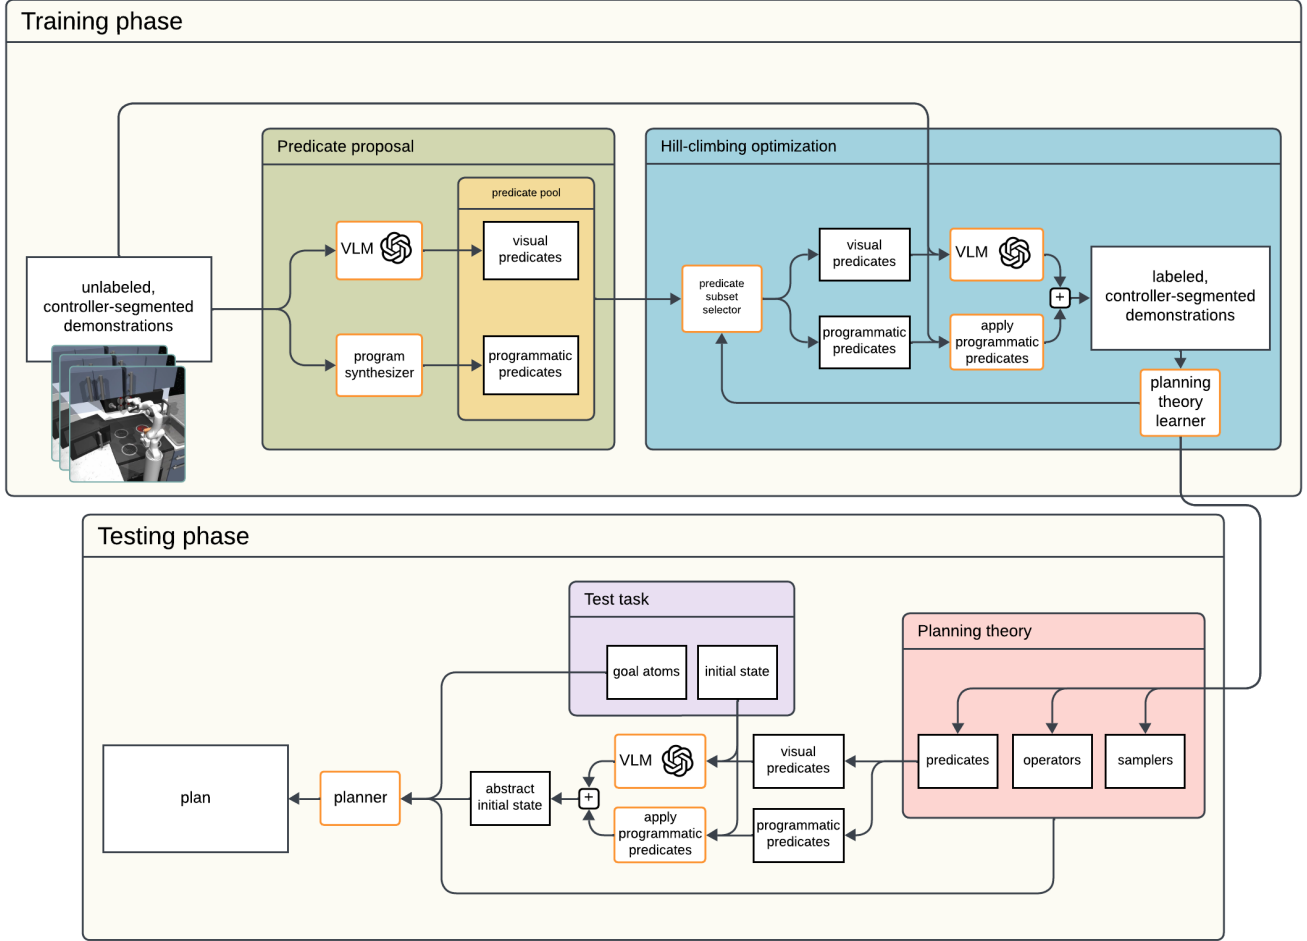 Training phase
Predicate proposal
Hill-climbing optimization
predicate pool
VLM
visual
predicates
visual
predicates
VLM
unlabeled,
controller-segmented
demonstrations
predicate
subset
selector
+
labeled,
controller-segmented
demonstrations
program
synthesizer
programmatic
predicates
programmatic
predicates
apply
programmatic
predicates
planning
theory
learner
Testing phase
Test task
goal atoms
initial state
Planning theory
predicates
operators
samplers
VLM
visual
predicates
plan
planner
abstract
initial state
+
apply
programmatic
predicates
programmatic
predicates